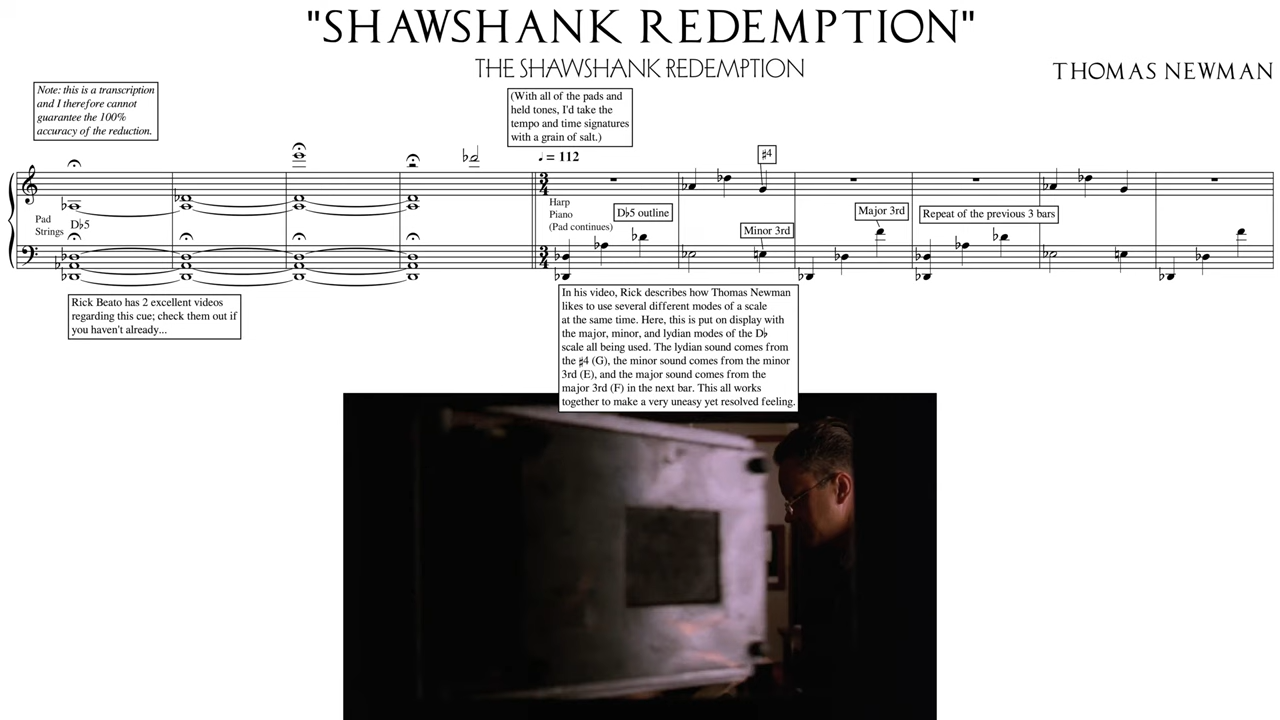 "SHAWSHANK REDEMPTION"
THE SHAWSHANK REDEMPTION
THOMAS NEWMAN
Note: this is a transcription
and I therefore cannot
guarantee the 100%
accuracy of the reduction.
(With all of the pads and
held tones, I'd take the
tempo and time signatures
with a grain of salt.)
♩ = 112
♯4
3
4
Pad
Strings
D♭5
Harp
Piano
(Pad continues)
D♭5 outline
Minor 3rd
Major 3rd
Repeat of the previous 3 bars
3
4
Rick Beato has 2 excellent videos
regarding this cue; check them out if
you haven't already...
In his video, Rick describes how Thomas Newman
likes to use several different modes of a scale
at the same time. Here, this is put on display with
the major, minor, and lydian modes of the D♭
scale all being used. The lydian sound comes from
the ♯4 (G), the minor sound comes from the minor
3rd (E), and the major sound comes from the
major 3rd (F) in the next bar. This all works
together to make a very uneasy yet resolved feeling.